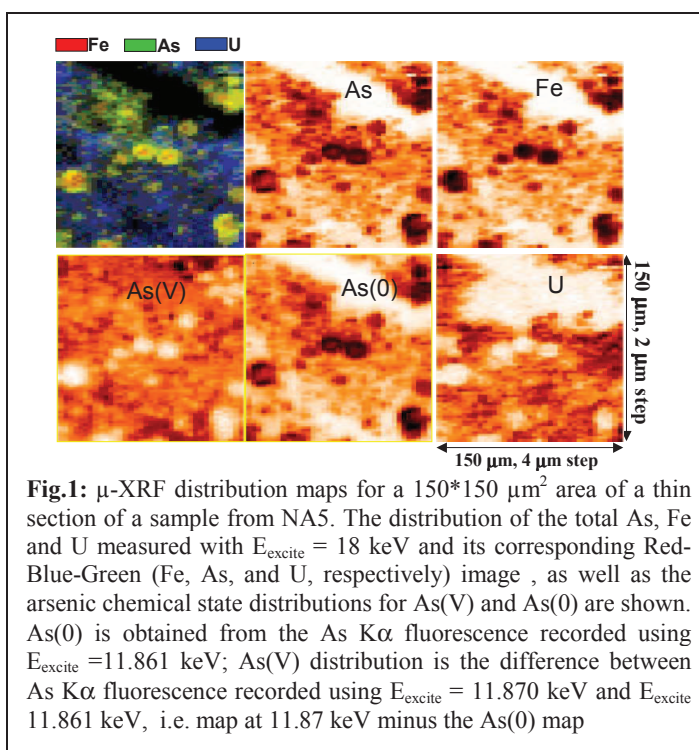 Fe As U
As
Fe
As(V)
As(0)
U
150 μm, 2 μm step
150 μm, 4 μm step
Fig.1: μ-XRF distribution maps for a 150*150 μm² area of a thin
section of a sample from NA5. The distribution of the total As, Fe
and U measured with E_excite = 18 keV and its corresponding Red-
Blue-Green (Fe, As, and U, respectively) image , as well as the
arsenic chemical state distributions for As(V) and As(0) are shown.
As(0) is obtained from the As Kα fluorescence recorded using
E_excite =11.861 keV; As(V) distribution is the difference between
As Kα fluorescence recorded using E_excite = 11.870 keV and E_excite
11.861 keV, i.e. map at 11.87 keV minus the As(0) map